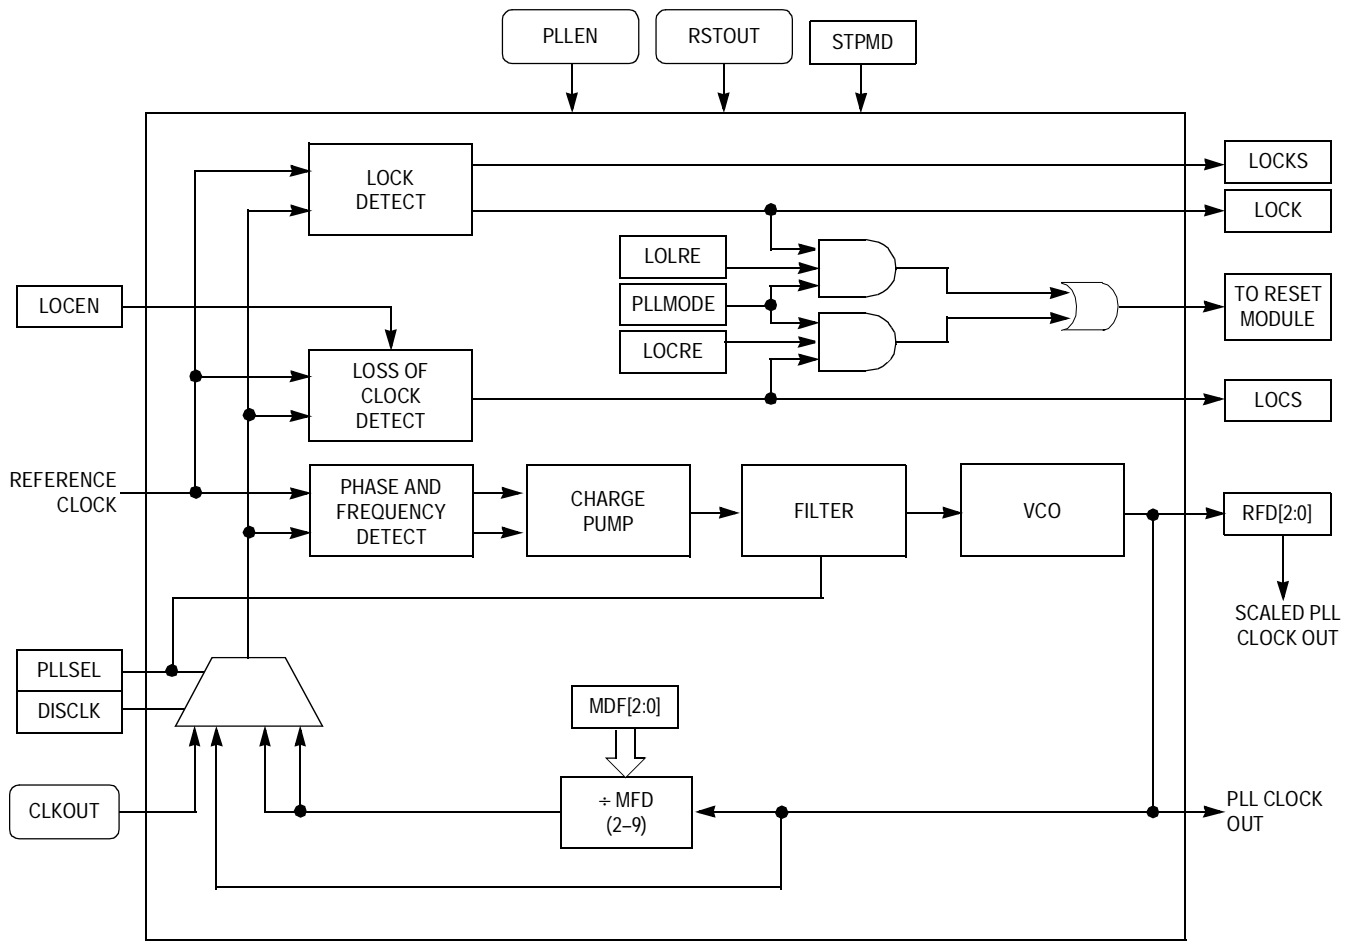 PLLEN
RSTOUT
STPMD
LOCK
DETECT
LOCKS
LOCK
LOLRE
PLLMODE
LOCRE
TO RESET
MODULE
LOCEN
LOSS OF
CLOCK
DETECT
LOCS
REFERENCE
CLOCK
PHASE AND
FREQUENCY
DETECT
CHARGE
PUMP
FILTER
VCO
RFD[2:0]
SCALED PLL
CLOCK OUT
PLLSEL
DISCLK
MDF[2:0]
CLKOUT
÷ MFD
(2–9)
PLL CLOCK
OUT